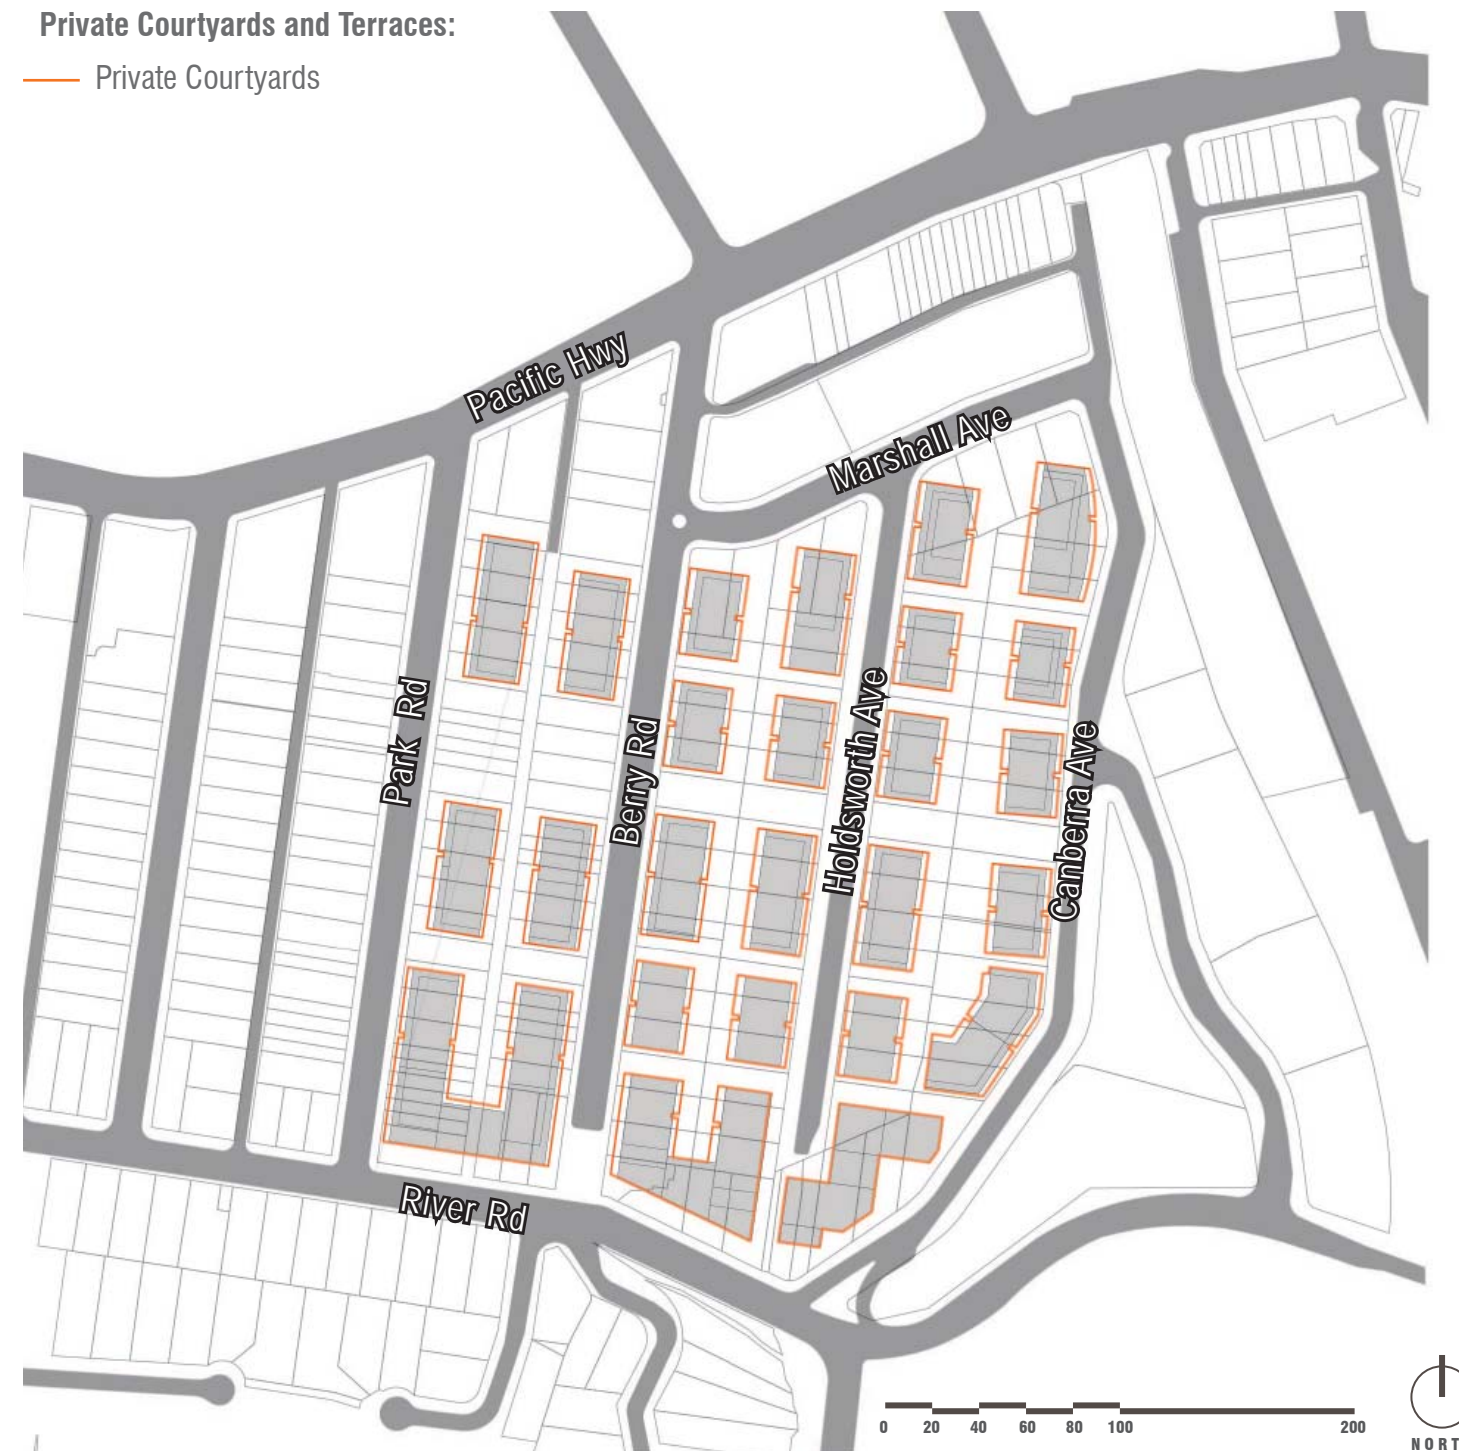 Private Courtyards and Terraces:
Private Courtyards
Pacific Hwy
Marshall Ave
Park Rd
Berry Rd
Holdsworth Ave
Canberra Ave
River Rd
0 20 40 60 80 100 200
NORT